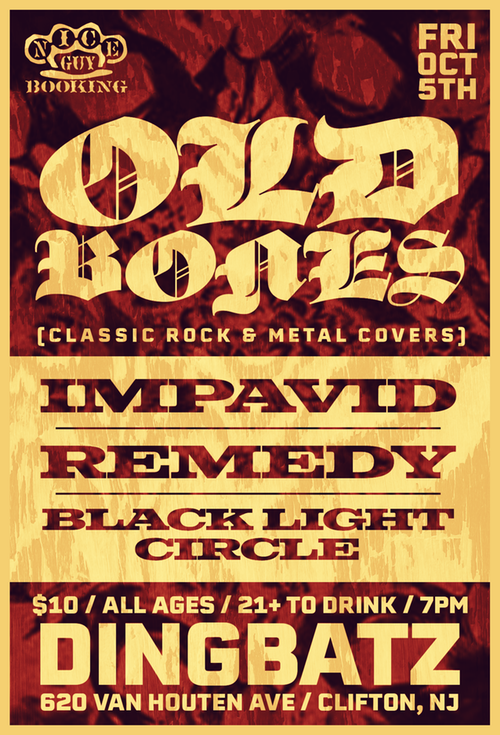 NICE
GUY
BOOKING
FRI
OCT
5TH
OLD
BONES
[CLASSIC ROCK & METAL COVERS]
IMPAVID
REMEDY
BLACK LIGHT
CIRCLE
$10 / ALL AGES / 21+ TO DRINK / 7PM
DINGBATZ
620 VAN HOUTEN AVE / CLIFTON, NJ